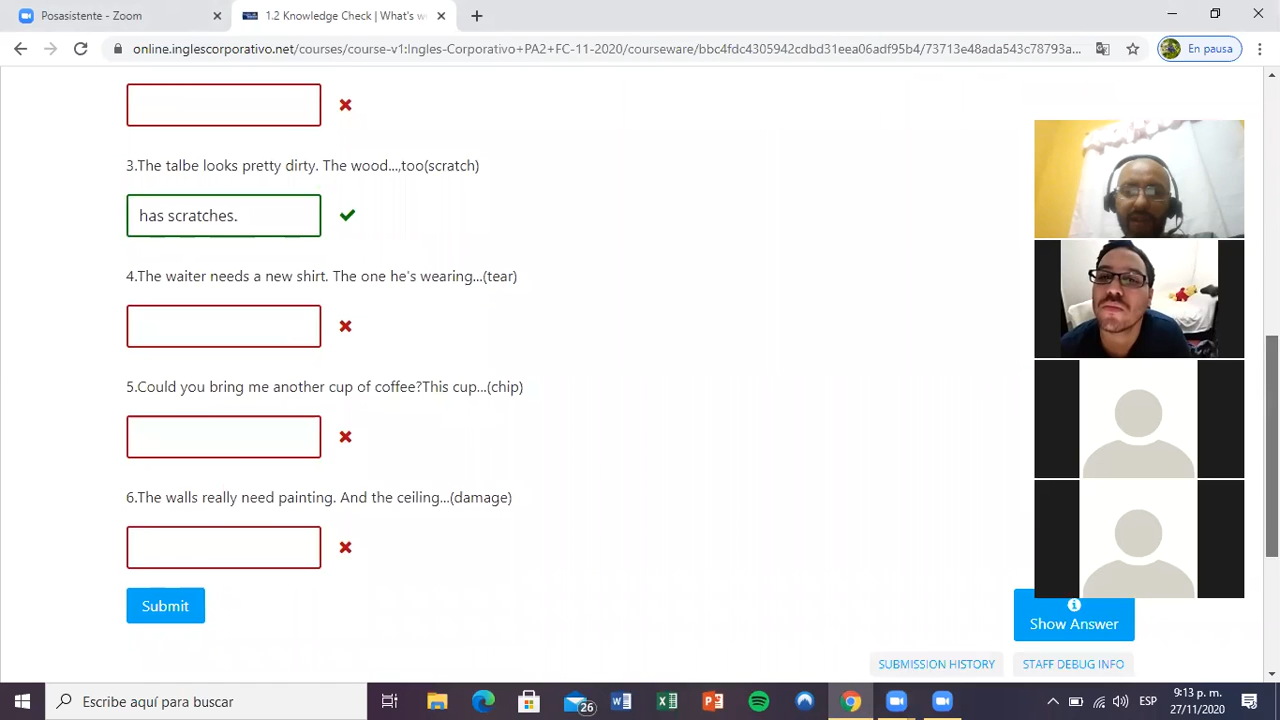 Posasistente - Zoom
1.2 Knowledge Check | What's w
online.inglescorporativo.net/courses/course-v1:Ingles-Corporativo+PA2+FC-11-2020/courseware/bbc4fdc4305942cdbd31eea06adf95b4/73713e48ada543c78793a...
En pausa
3.The talbe looks pretty dirty. The wood...,too(scratch)
has scratches.
4.The waiter needs a new shirt. The one he's wearing...(tear)
5.Could you bring me another cup of coffee?This cup...(chip)
6.The walls really need painting. And the ceiling...(damage)
Submit
Show Answer
SUBMISSION HISTORY
STAFF DEBUG INFO
Escribe aquí para buscar
26
ESP
9:13 p. m.
27/11/2020
3